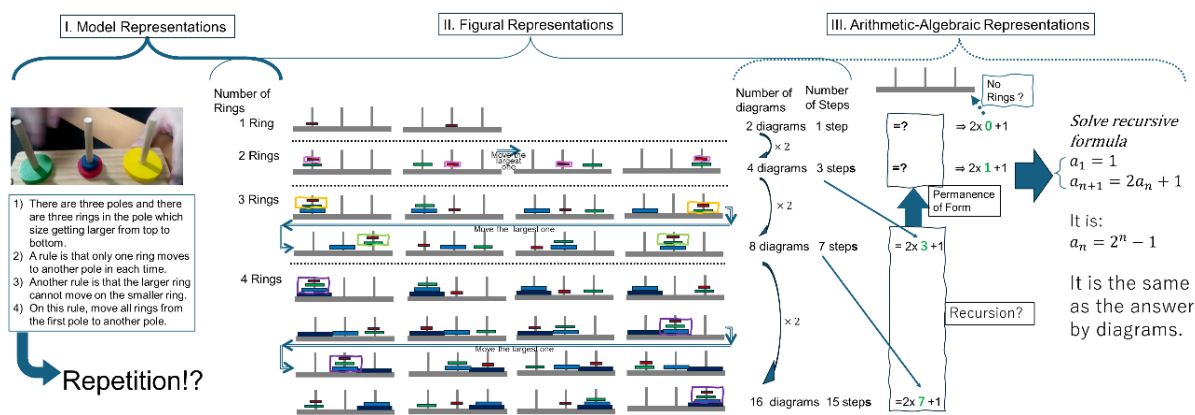 I. Model Representations
II. Figural Representations
III. Arithmetic-Algebraic Representations
1) There are three poles and there
are three rings in the pole which
size getting larger from top to
bottom.
2) A rule is that only one ring moves
to another pole in each time.
3) Another rule is that the larger ring
cannot move on the smaller ring.
4) On this rule, move all rings from
the first pole to another pole.
Repetition!?
Number of
Rings
1 Ring
2 Rings
Move the
largest
one
3 Rings
Move the largest one
4 Rings
Move the largest one
Number of
diagrams
Number
of Steps
2 diagrams 1 step
× 2
4 diagrams 3 steps
× 2
8 diagrams 7 steps
× 2
16 diagrams 15 steps
No
Rings ?
=? ⇒ 2x 0 +1
=? ⇒ 2x 1 +1
Permanence
of Form
= 2x 3 +1
Recursion?
=2x 7 +1
Solve recursive
formula
a₁ = 1
aₙ₊₁ = 2aₙ + 1
It is:
aₙ = 2ⁿ − 1
It is the same
as the answer
by diagrams.